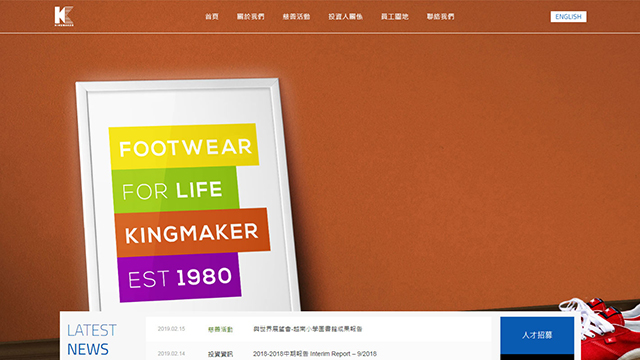 首頁 關於我們 慈善活動 投資人關係 員工園地 聯絡我們 ENGLISH
FOOTWEAR
FOR LIFE
KINGMAKER
EST 1980
LATEST
NEWS
2019.02.15 慈善活動 與世界展望會-越南小學圖書館成果報告
2019.02.14 投資資訊 2018-2018中期報告 Interim Report – 9/2018
人才招募